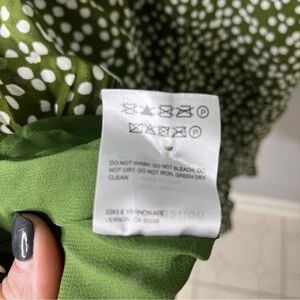 DO NOT WASH. DO NOT BLEACH. DO
NOT DRY. DO NOT IRON. GREEN DRY
CLEAN
2263 E VERNON AVE
VERNON, CA 90058